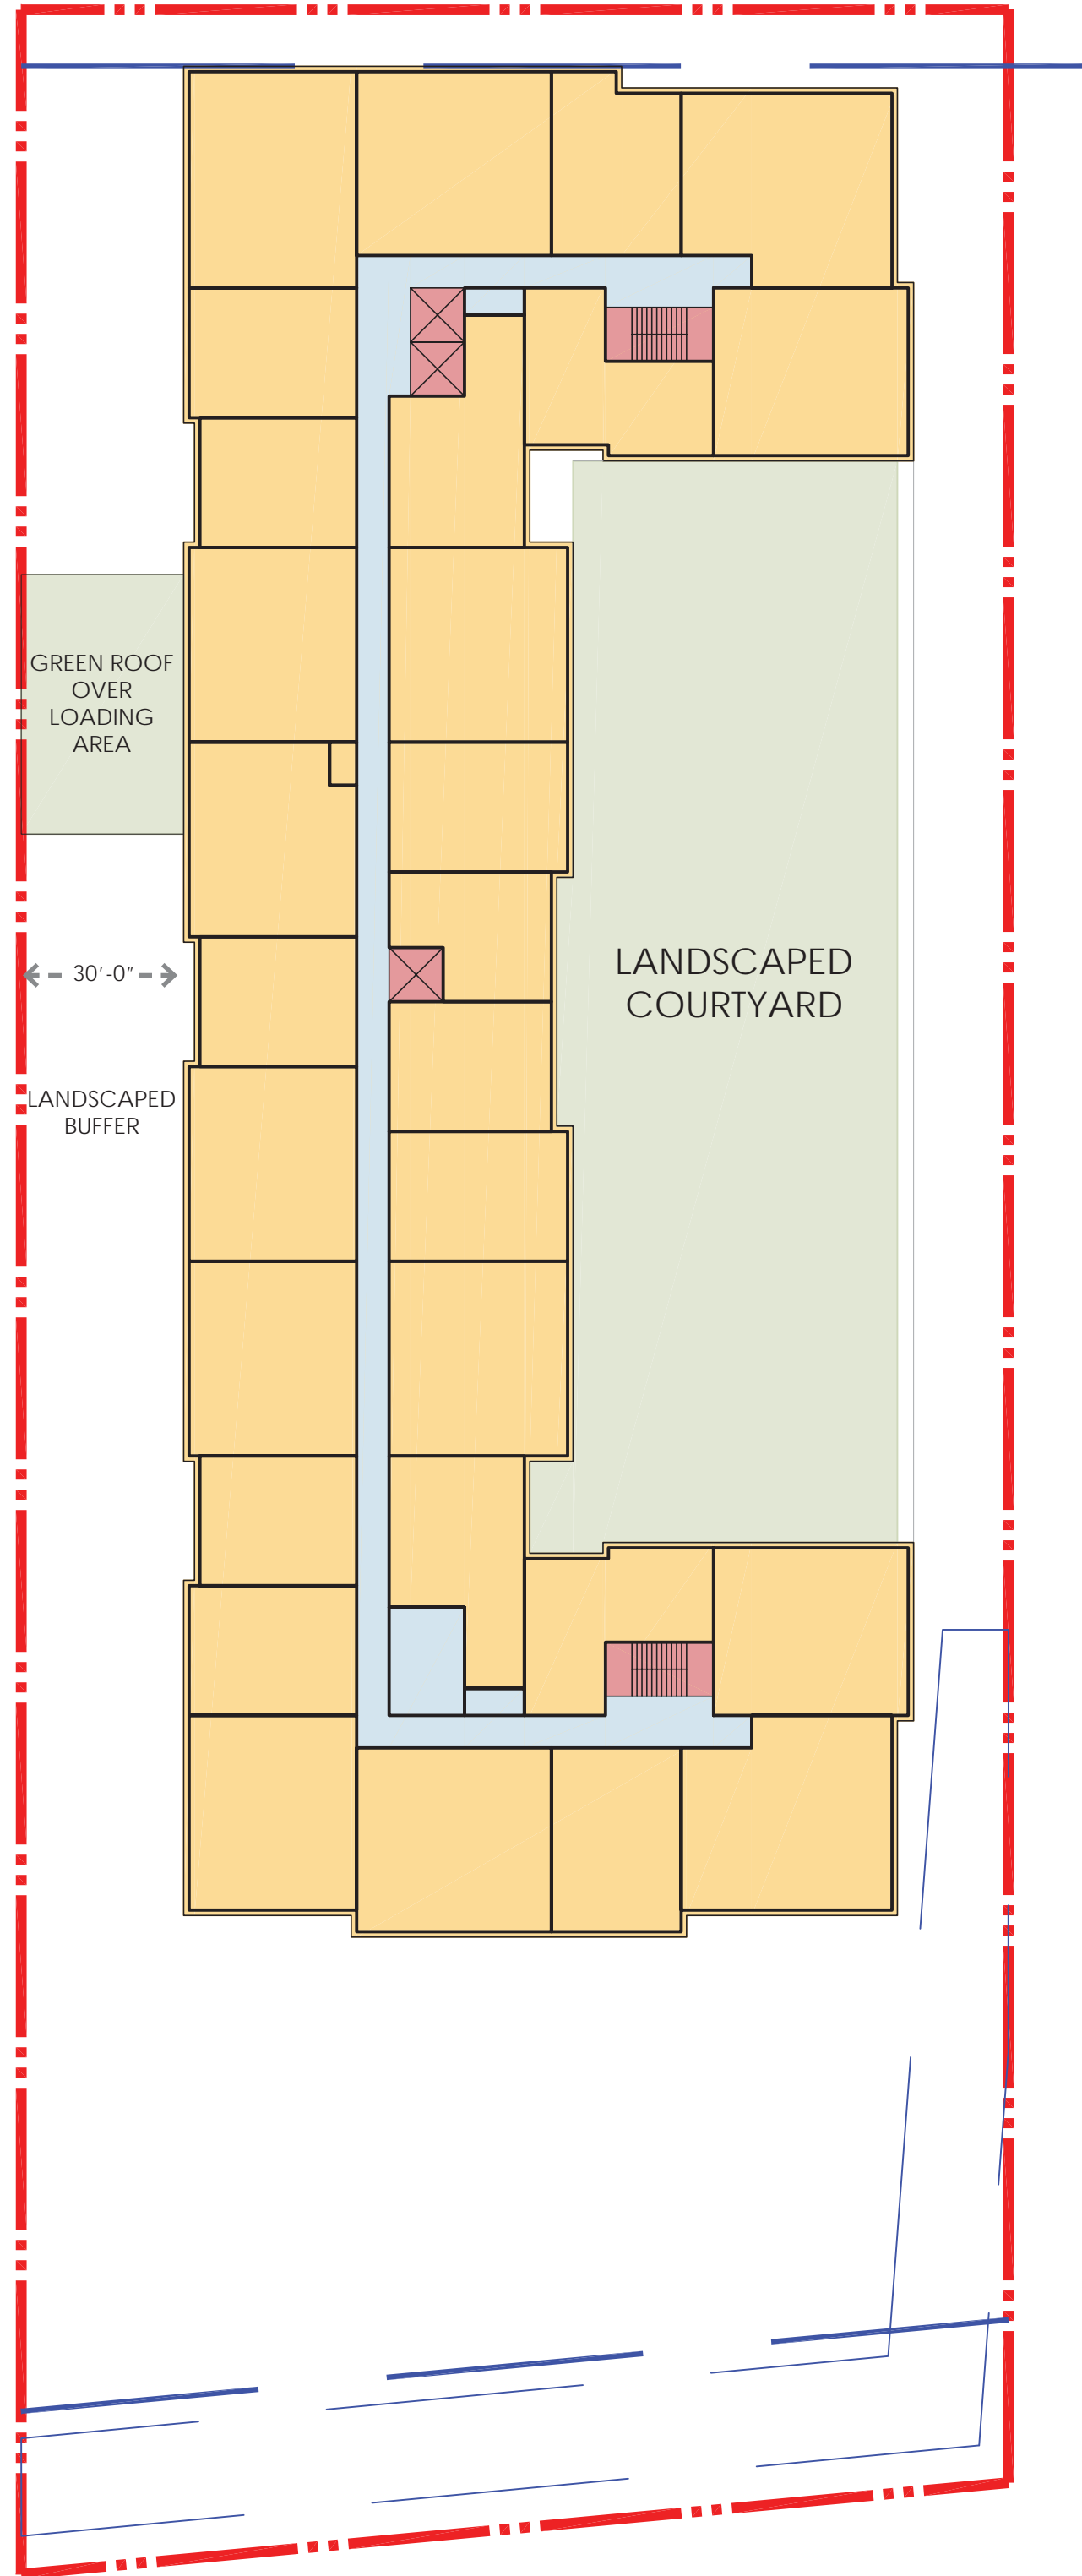 GREEN ROOF
OVER
LOADING
AREA
LANDSCAPED
COURTYARD
30'-0"
LANDSCAPED
BUFFER